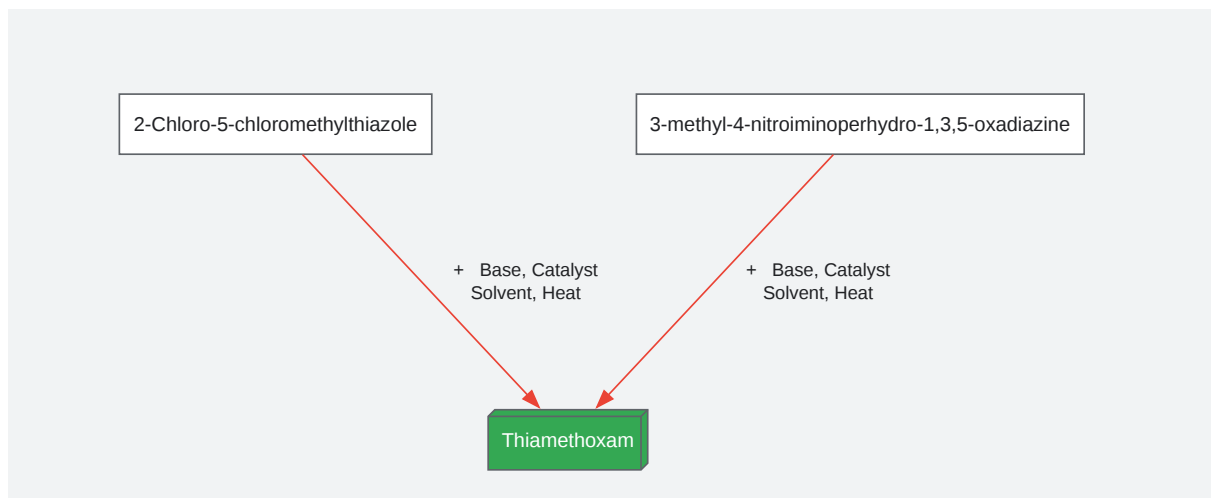 2-Chloro-5-chloromethylthiazole
3-methyl-4-nitroiminoperhydro-1,3,5-oxadiazine
+ Base, Catalyst
Solvent, Heat
+ Base, Catalyst
Solvent, Heat
Thiamethoxam